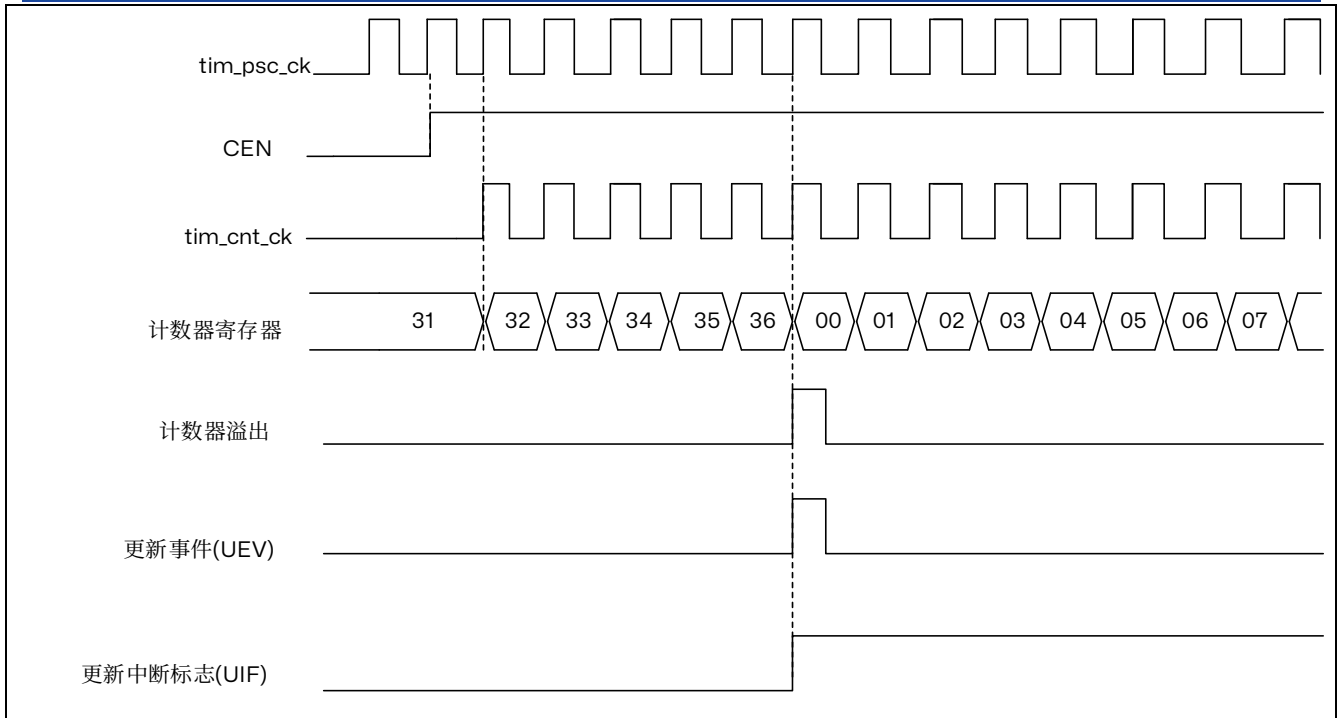 tim_psc_ck
CEN
tim_cnt_ck
计数器寄存器 31 32 33 34 35 36 00 01 02 03 04 05 06 07
计数器溢出
更新事件(UEV)
更新中断标志(UIF)